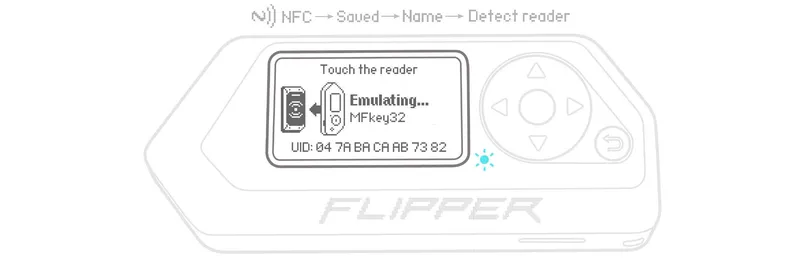 NFC → Saved → Name → Detect reader
Touch the reader
Emulating...
MFkey32
UID: 04 7A BA CA AB 73 82
FLIPPER